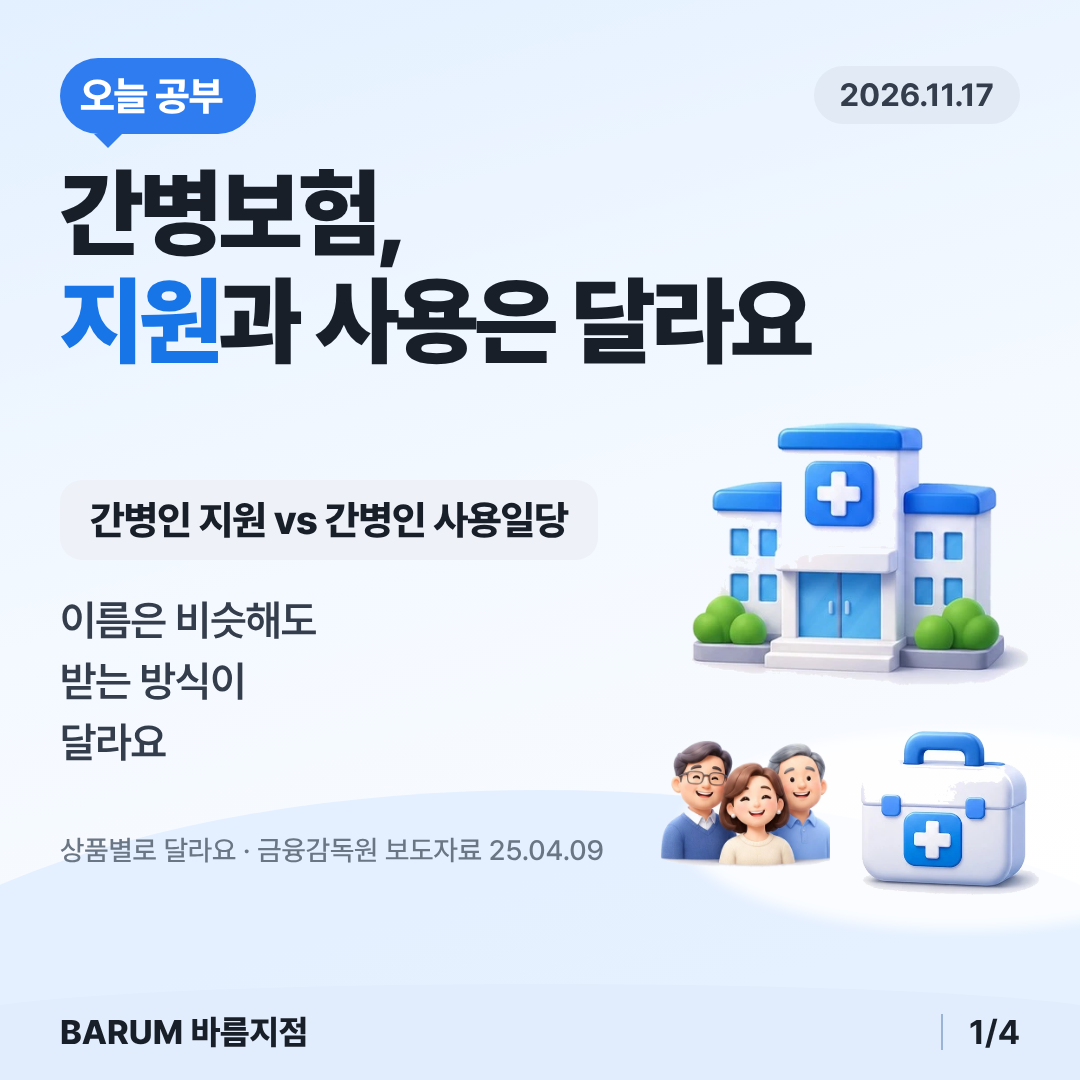 오늘 공부
2026.11.17
간병보험,
지원과 사용은 달라요
간병인 지원 vs 간병인 사용일당
이름은 비슷해도
받는 방식이
달라요
상품별로 달라요 · 금융감독원 보도자료 25.04.09
BARUM 바름지점
1/4